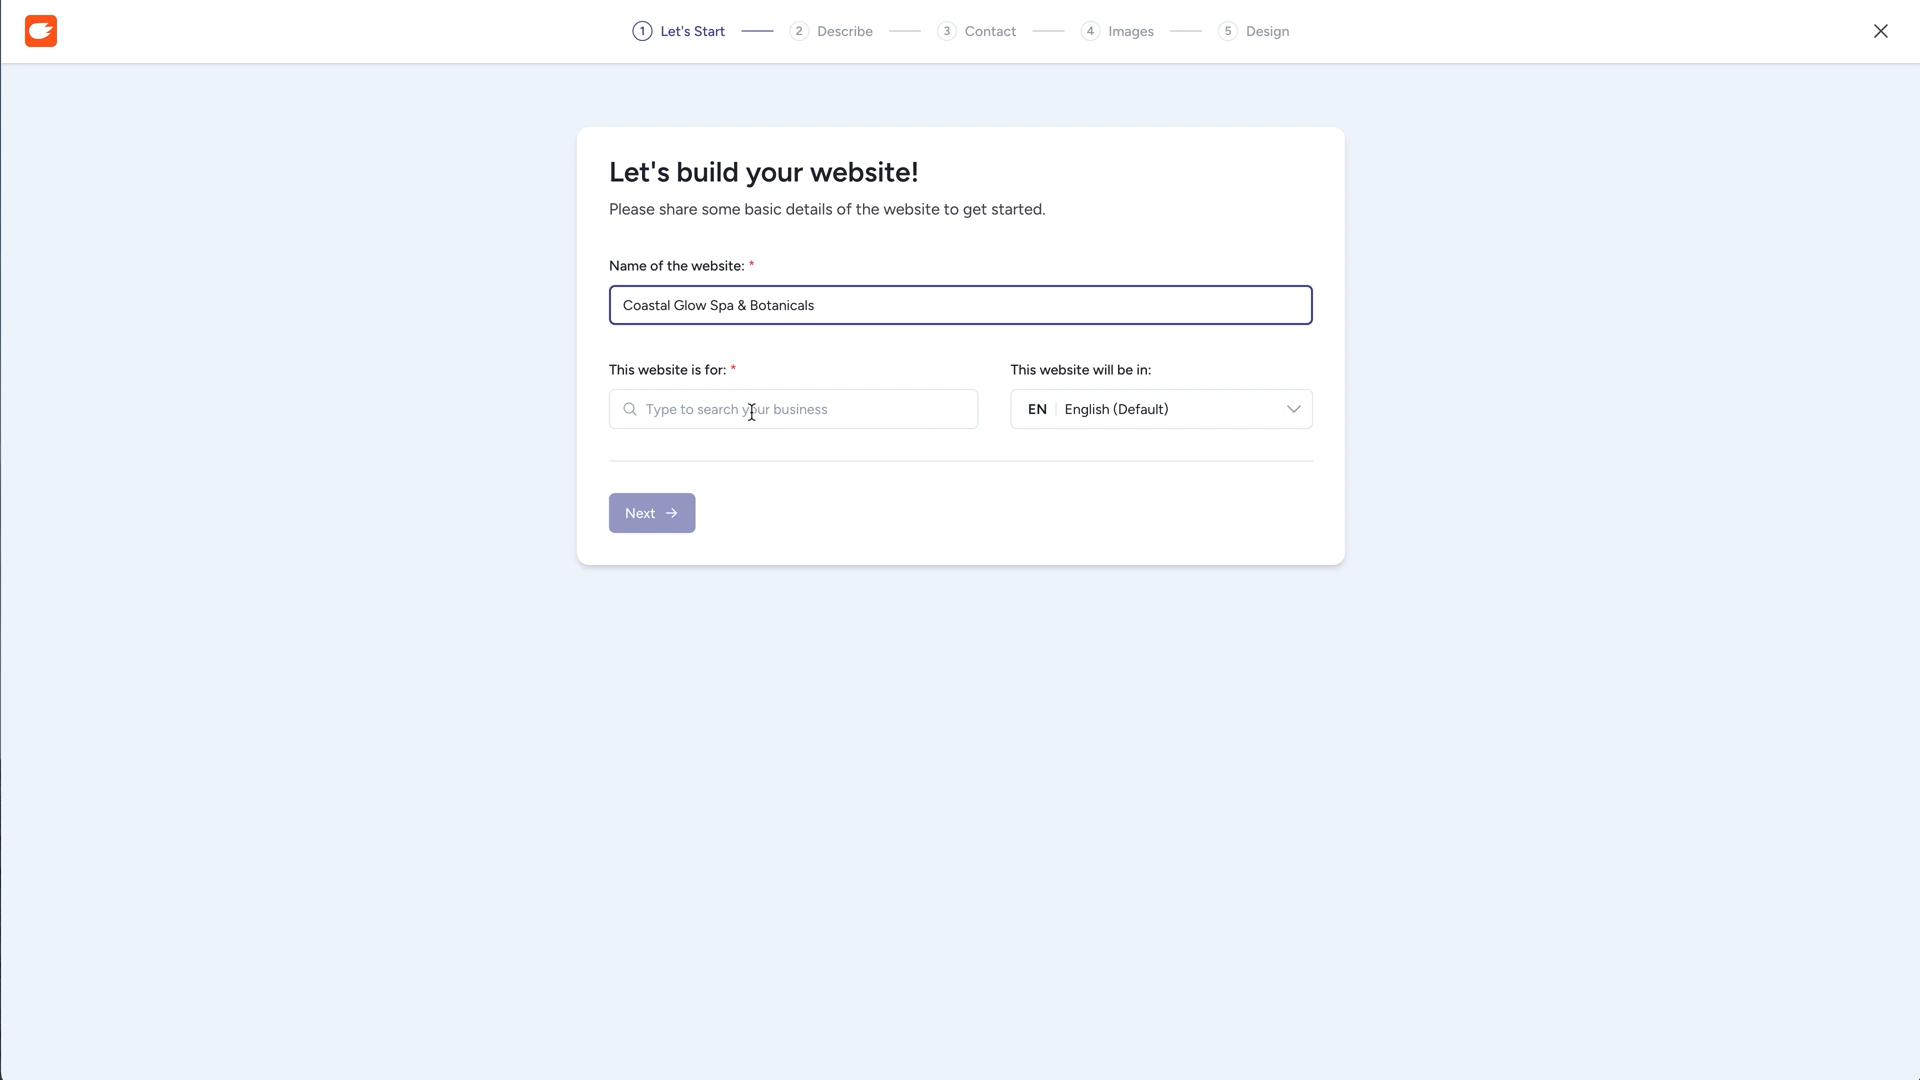 1 Let's Start 2 Describe 3 Contact 4 Images 5 Design
Let's build your website!
Please share some basic details of the website to get started.
Name of the website: *
Coastal Glow Spa & Botanicals
This website is for: * This website will be in:
Type to search your business EN English (Default)
Next